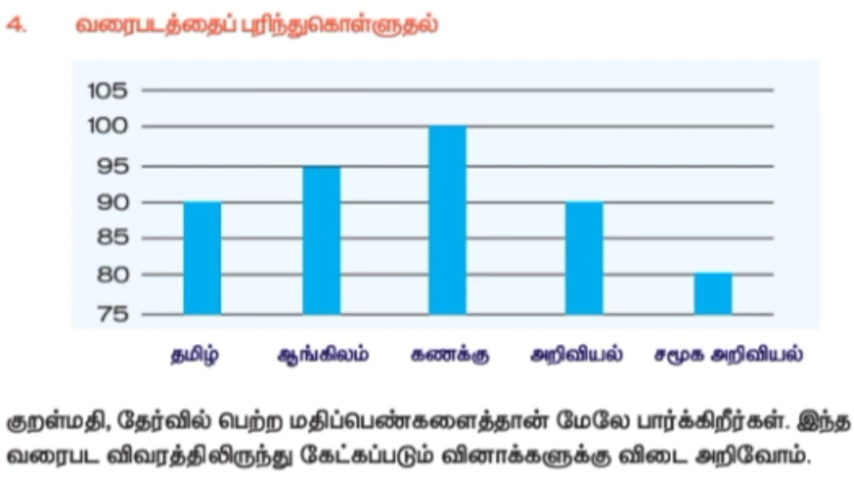 4. வரைபடத்தைப் புரிந்துகொள்ளுதல்
105
100
95
90
85
80
75
தமிழ் ஆங்கிலம் கணக்கு அறிவியல் சமூக அறிவியல்
குறள்மதி, தேர்வில் பெற்ற மதிப்பெண்களைத்தான் மேலே பார்க்கிறீர்கள். இந்த
வரைபட விவரத்திலிருந்து கேட்கப்படும் வினாக்களுக்கு விடை அறிவோம்.